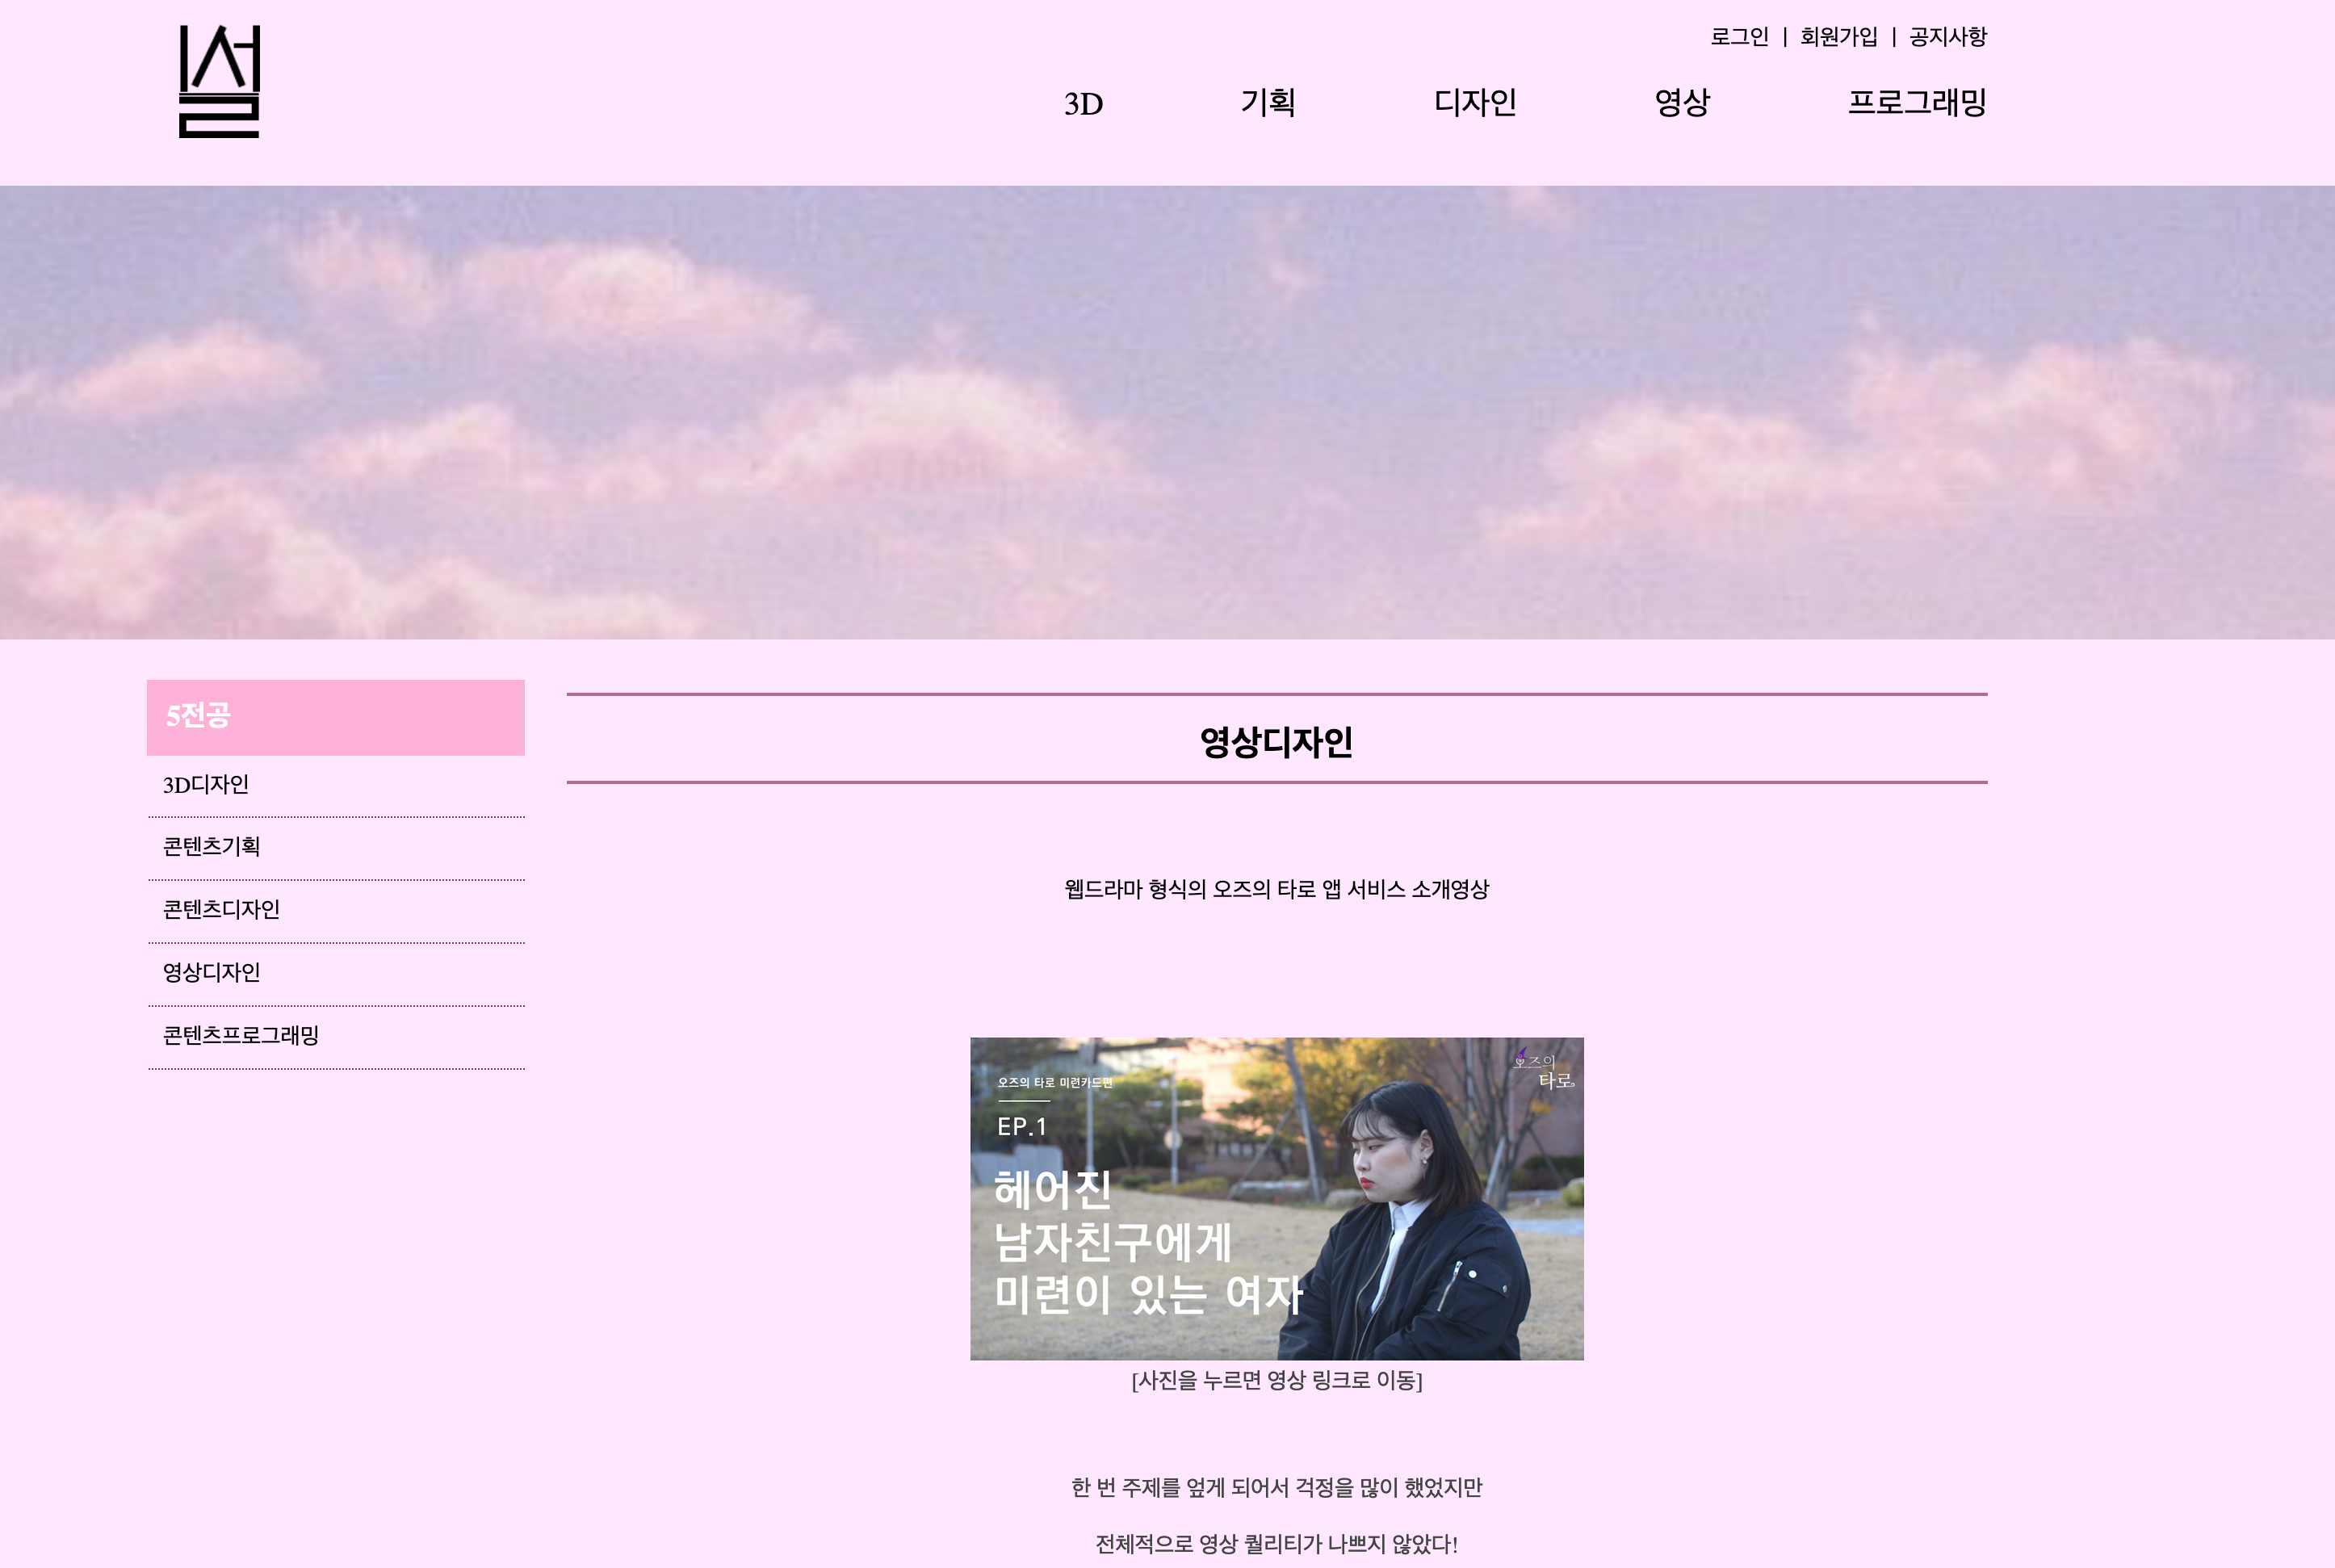 설
로그인 | 회원가입 | 공지사항
3D 기획 디자인 영상 프로그래밍
5전공
3D디자인
콘텐츠기획
콘텐츠디자인
영상디자인
콘텐츠프로그래밍
영상디자인
웹드라마 형식의 오즈의 타로 앱 서비스 소개영상
오즈의 타로 미련카드편
EP.1
헤어진
남자친구에게
미련이 있는 여자
오즈의
타로
[사진을 누르면 영상 링크로 이동]
한 번 주제를 엎게 되어서 걱정을 많이 했었지만
전체적으로 영상 퀄리티가 나쁘지 않았다!